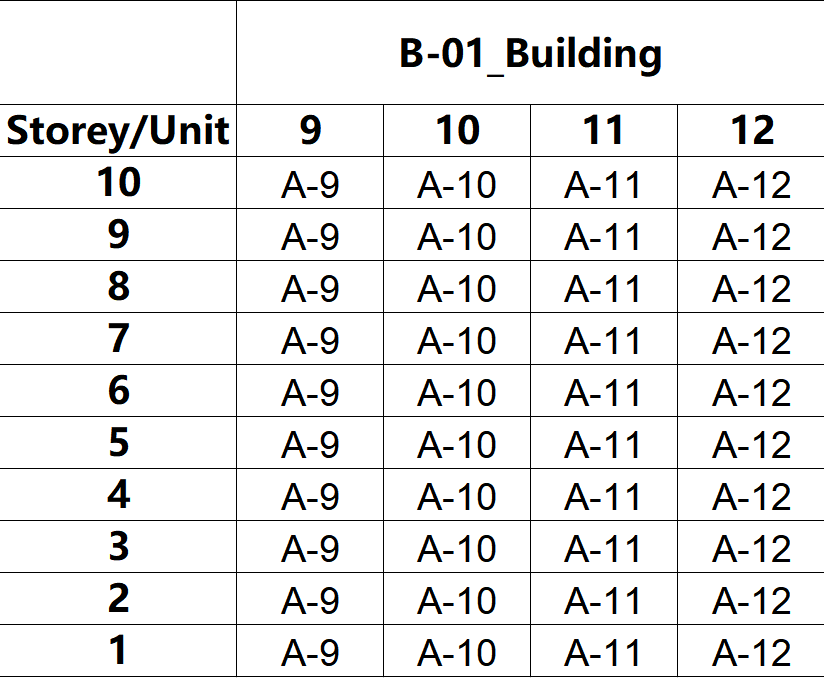 B-01_Building
Storey/Unit 9 10 11 12
10 A-9 A-10 A-11 A-12
9 A-9 A-10 A-11 A-12
8 A-9 A-10 A-11 A-12
7 A-9 A-10 A-11 A-12
6 A-9 A-10 A-11 A-12
5 A-9 A-10 A-11 A-12
4 A-9 A-10 A-11 A-12
3 A-9 A-10 A-11 A-12
2 A-9 A-10 A-11 A-12
1 A-9 A-10 A-11 A-12